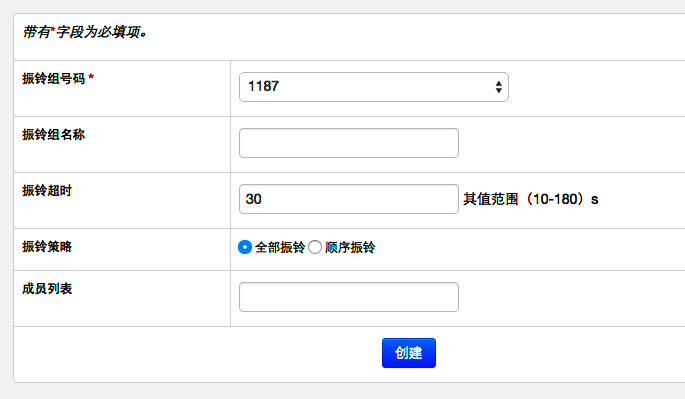 带有*字段为必填项。
振铃组号码 *
1187
振铃组名称
振铃超时
30 其值范围（10-180）s
振铃策略
全部振铃 顺序振铃
成员列表
创建